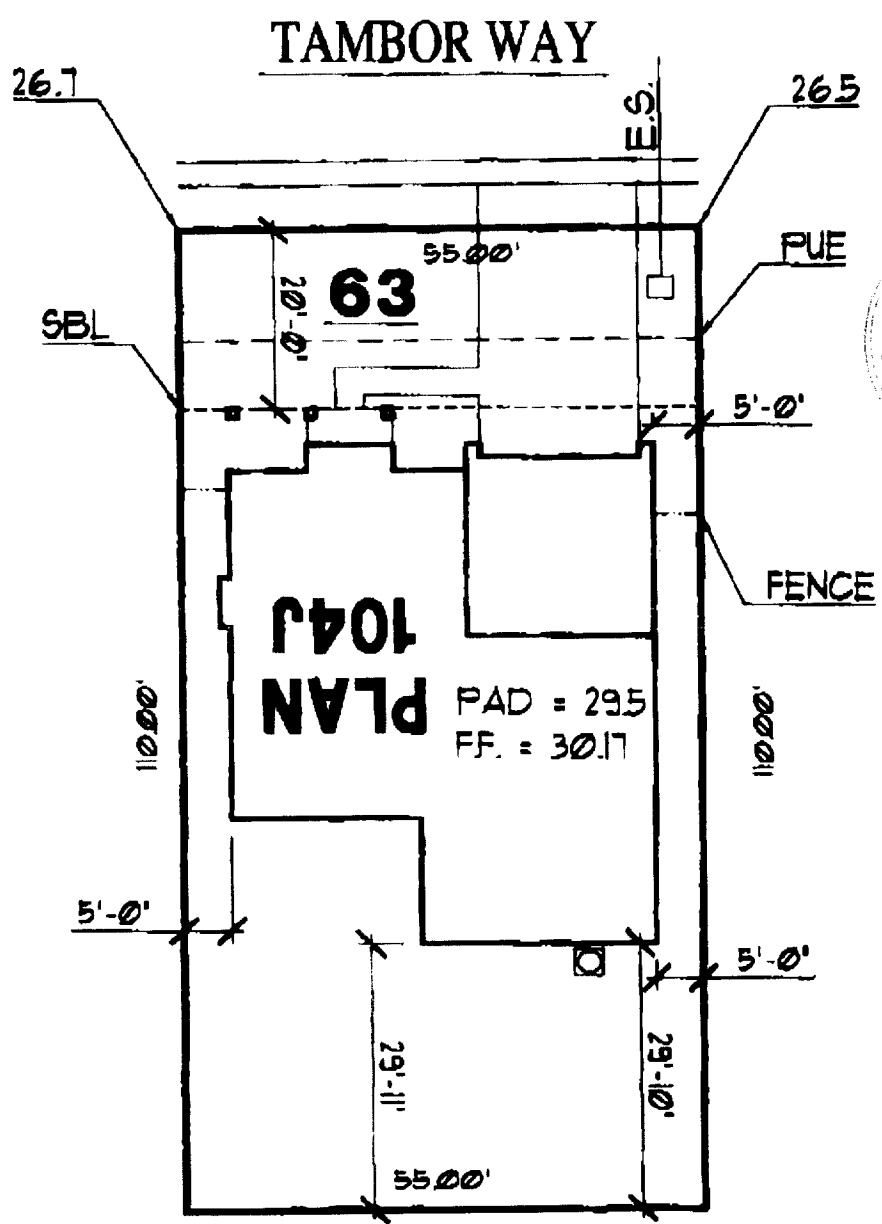 TAMBOR WAY
26.7
26.5
E.S.
55.00'
PUE
20'-0"
63
SBL
5'-0"
FENCE
PLAN
104J
PAD = 29.5
F.F. = 30.17
110.00'
110.00'
5'-0"
5'-0"
29'-11"
29'-10"
55.00'